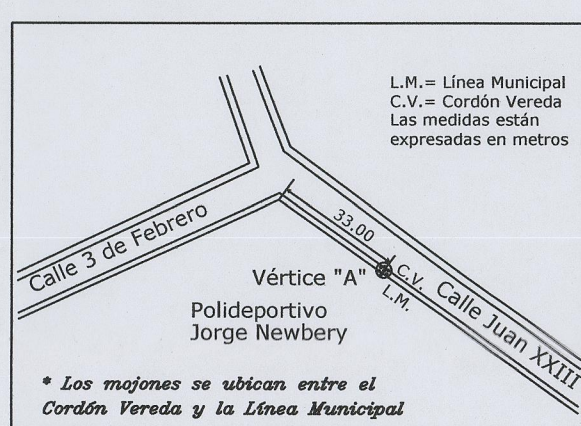 L.M.= Línea Municipal
C.V.= Cordón Vereda
Las medidas están
expresadas en metros
Calle 3 de Febrero
33.00
Vértice "A"
C.V.
L.M.
Calle Juan XXIII
Polideportivo
Jorge Newbery
* Los mojones se ubican entre el
Cordón Vereda y la Línea Municipal